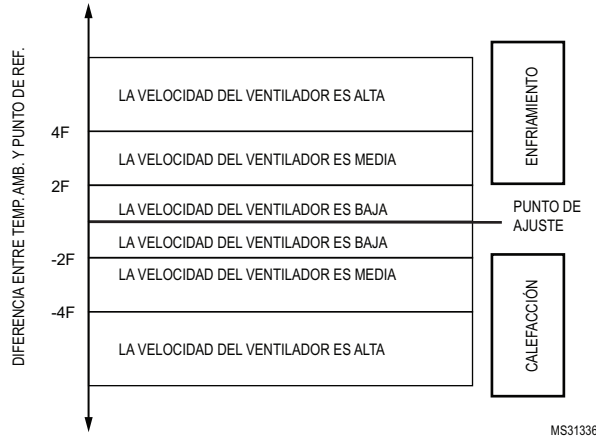 DIFERENCIA ENTRE TEMP. AMB. Y PUNTO DE REF.
LA VELOCIDAD DEL VENTILADOR ES ALTA
4F
LA VELOCIDAD DEL VENTILADOR ES MEDIA
2F
LA VELOCIDAD DEL VENTILADOR ES BAJA
LA VELOCIDAD DEL VENTILADOR ES BAJA
-2F
LA VELOCIDAD DEL VENTILADOR ES MEDIA
-4F
LA VELOCIDAD DEL VENTILADOR ES ALTA
ENFRIAMIENTO
PUNTO DE
AJUSTE
CALEFACCIÓN
MS31336